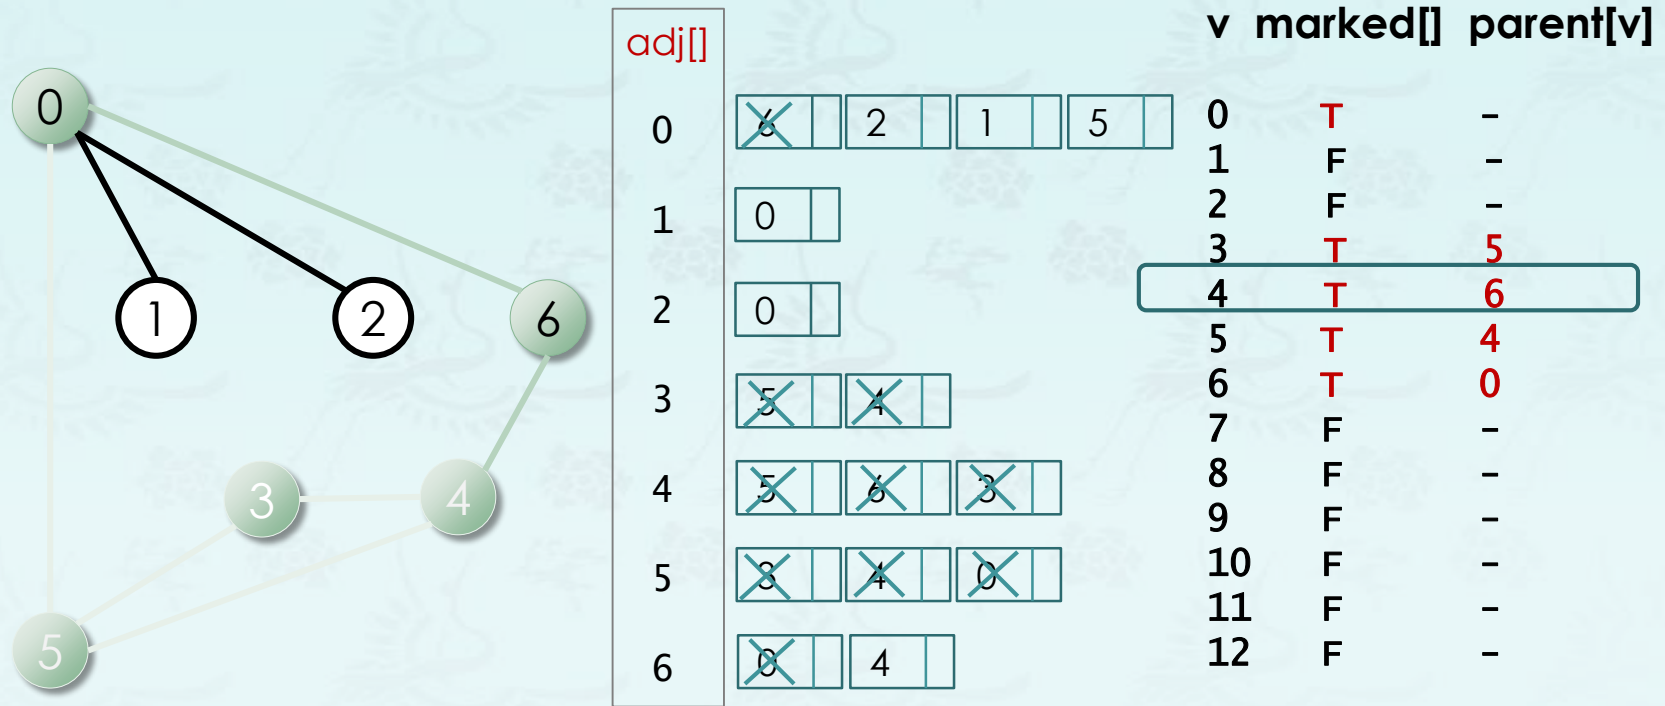 v marked[] parent[v]
adj[]
0
1
2
6
3
4
5
0 6 2 1 5
1 0
2 0
3 5 4
4 5 6 3
5 3 4 0
6 0 4
0 T –
1 F –
2 F –
3 T 5
4 T 6
5 T 4
6 T 0
7 F –
8 F –
9 F –
10 F –
11 F –
12 F –